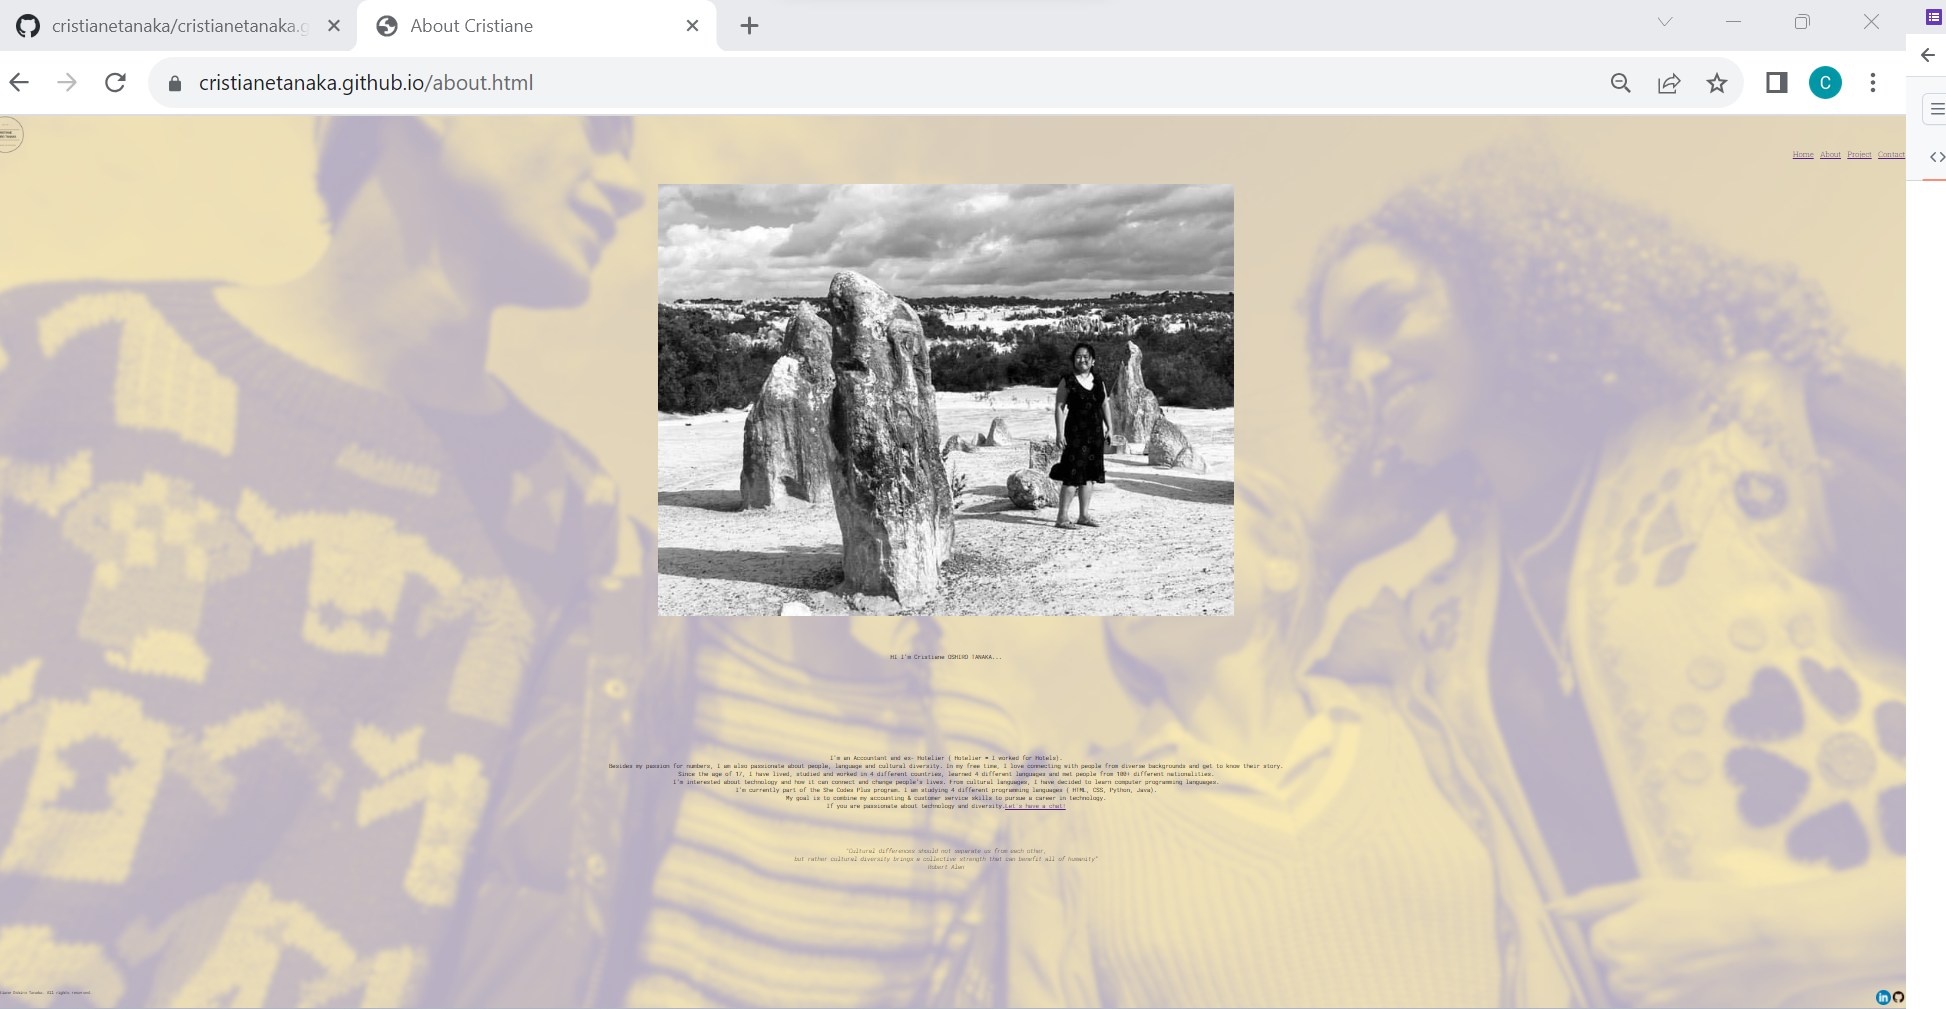 cristianetanaka/cristianetanaka.g
About Cristiane
cristianetanaka.github.io/about.html
C
Home About Project Contact
Hi I'm Cristiane OSHIRO TANAKA...
I'm an Accountant and ex- Hotelier ( Hotelier = I worked for Hotels).
Besides my passion for numbers, I am also passionate about people, language and cultural diversity. In my free time, I love connecting with people from diverse backgrounds and get to know their story.
Since the age of 17, I have lived, studied and worked in 4 different countries, learned 4 different languages and met people from 100+ different nationalities.
I'm interested about technology and how it can connect and change people's lives. From cultural languages, I have decided to learn computer programming languages.
I'm currently part of the She Codes Plus program. I am studying 4 different programming languages ( HTML, CSS, Python, Java).
My goal is to combine my accounting & customer service skills to pursue a career in technology.
If you are passionate about technology and diversity.Let's have a chat!
"Cultural differences should not separate us from each other,
but rather cultural diversity brings a collective strength that can benefit all of humanity"
Robert Alan
Tanaka. All rights reserved.
in